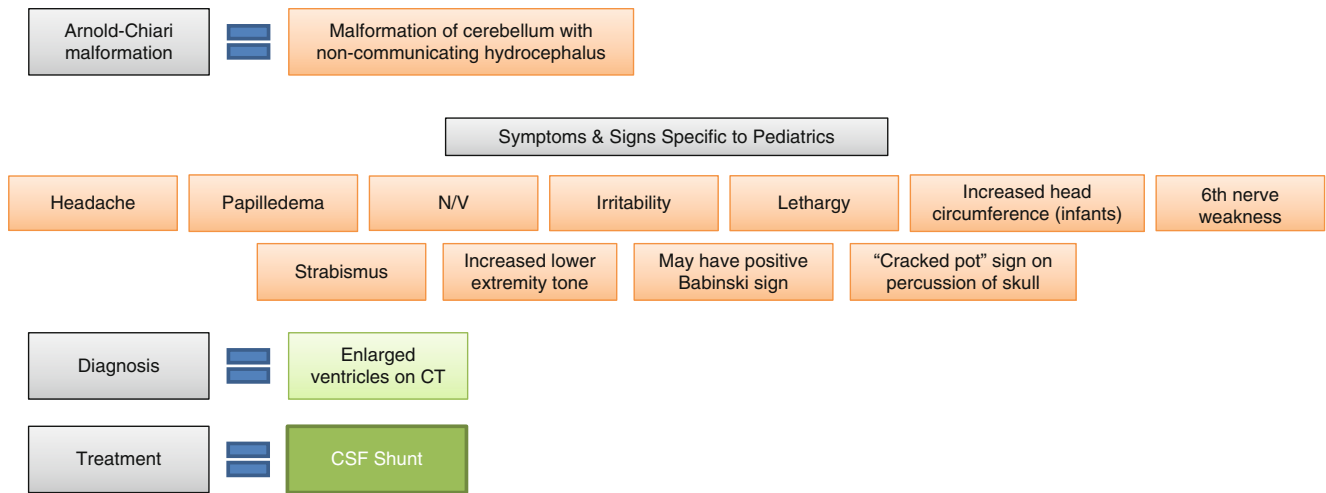 Arnold-Chiari
malformation
Malformation of cerebellum with
non-communicating hydrocephalus
Symptoms & Signs Specific to Pediatrics
Headache
Papilledema
N/V
Irritability
Lethargy
Increased head
circumference (infants)
6th nerve
weakness
Strabismus
Increased lower
extremity tone
May have positive
Babinski sign
“Cracked pot” sign on
percussion of skull
Diagnosis
Enlarged
ventricles on CT
Treatment
CSF Shunt